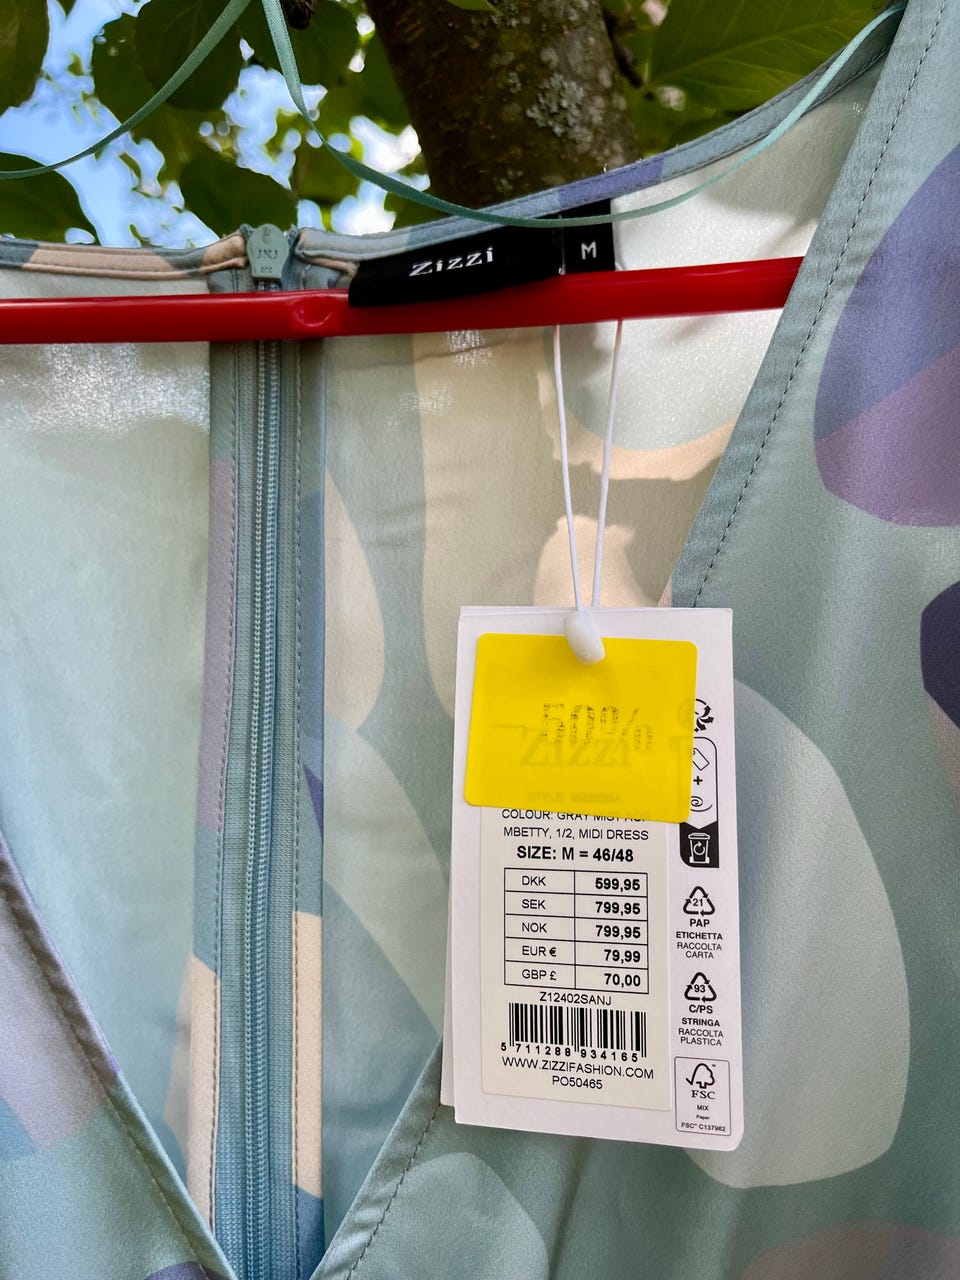 Zizzi
M
50%
Zizzi
COLOUR: GRAY MIST
MBETTY, 1/2, MIDI DRESS
SIZE: M = 46/48
DKK 599,95
SEK 799,95
NOK 799,95
EUR € 79,99
GBP £ 70,00
Z12402SANJ
5 711288 934165
WWW.ZIZZIFASHION.COM
PO50465
+
21
PAP
ETICHETTA
RACCOLTA
CARTA
93
C/PS
STRINGA
RACCOLTA
PLASTICA
FSC
MIX
Paper
FSC™ C137962